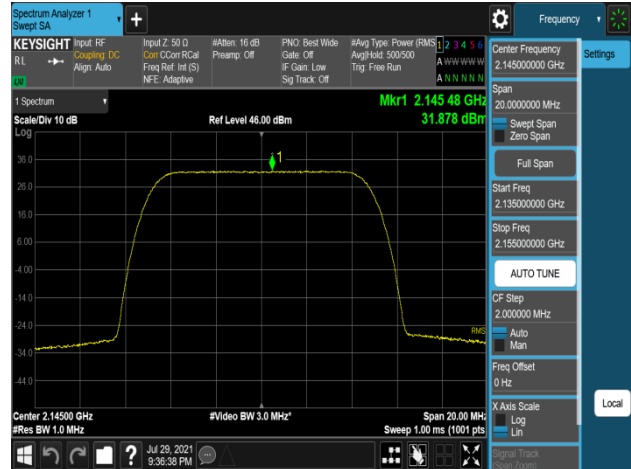 Spectrum Analyzer 1
Swept SA
+
Frequency
KEYSIGHT
RL
Input: RF
Coupling: DC
Align: Auto
Input Z: 50 Ω
Corr CCorr RCal
Freq Ref: Int (S)
NFE: Adaptive
#Atten: 16 dB
Preamp: Off
PNO: Best Wide
Gate: Off
IF Gain: Low
Sig Track: Off
#Avg Type: Power (RMS
Avg|Hold: 500/500
Trig: Free Run
1 2 3 4 5 6
A W W W W W
A N N N N N
1 Spectrum
Scale/Div 10 dB
Log
Ref Level 46.00 dBm
Mkr1 2.145 48 GHz
31.878 dBm
36.0
26.0
16.0
6.00
-4.00
-14.0
-24.0
-34.0
-44.0
1
RMS
Center 2.14500 GHz
#Res BW 1.0 MHz
#Video BW 3.0 MHz*
Span 20.00 MHz
Sweep 1.00 ms (1001 pts
Center Frequency
2.145000000 GHz
Span
20.0000000 MHz
Swept Span
Zero Span
Full Span
Start Freq
2.135000000 GHz
Stop Freq
2.155000000 GHz
AUTO TUNE
CF Step
2.000000 MHz
Auto
Man
Freq Offset
0 Hz
X Axis Scale
Log
Lin
Signal Track
(Span Zoom)
Settings
Local
?
Jul 29, 2021
9:36:38 PM